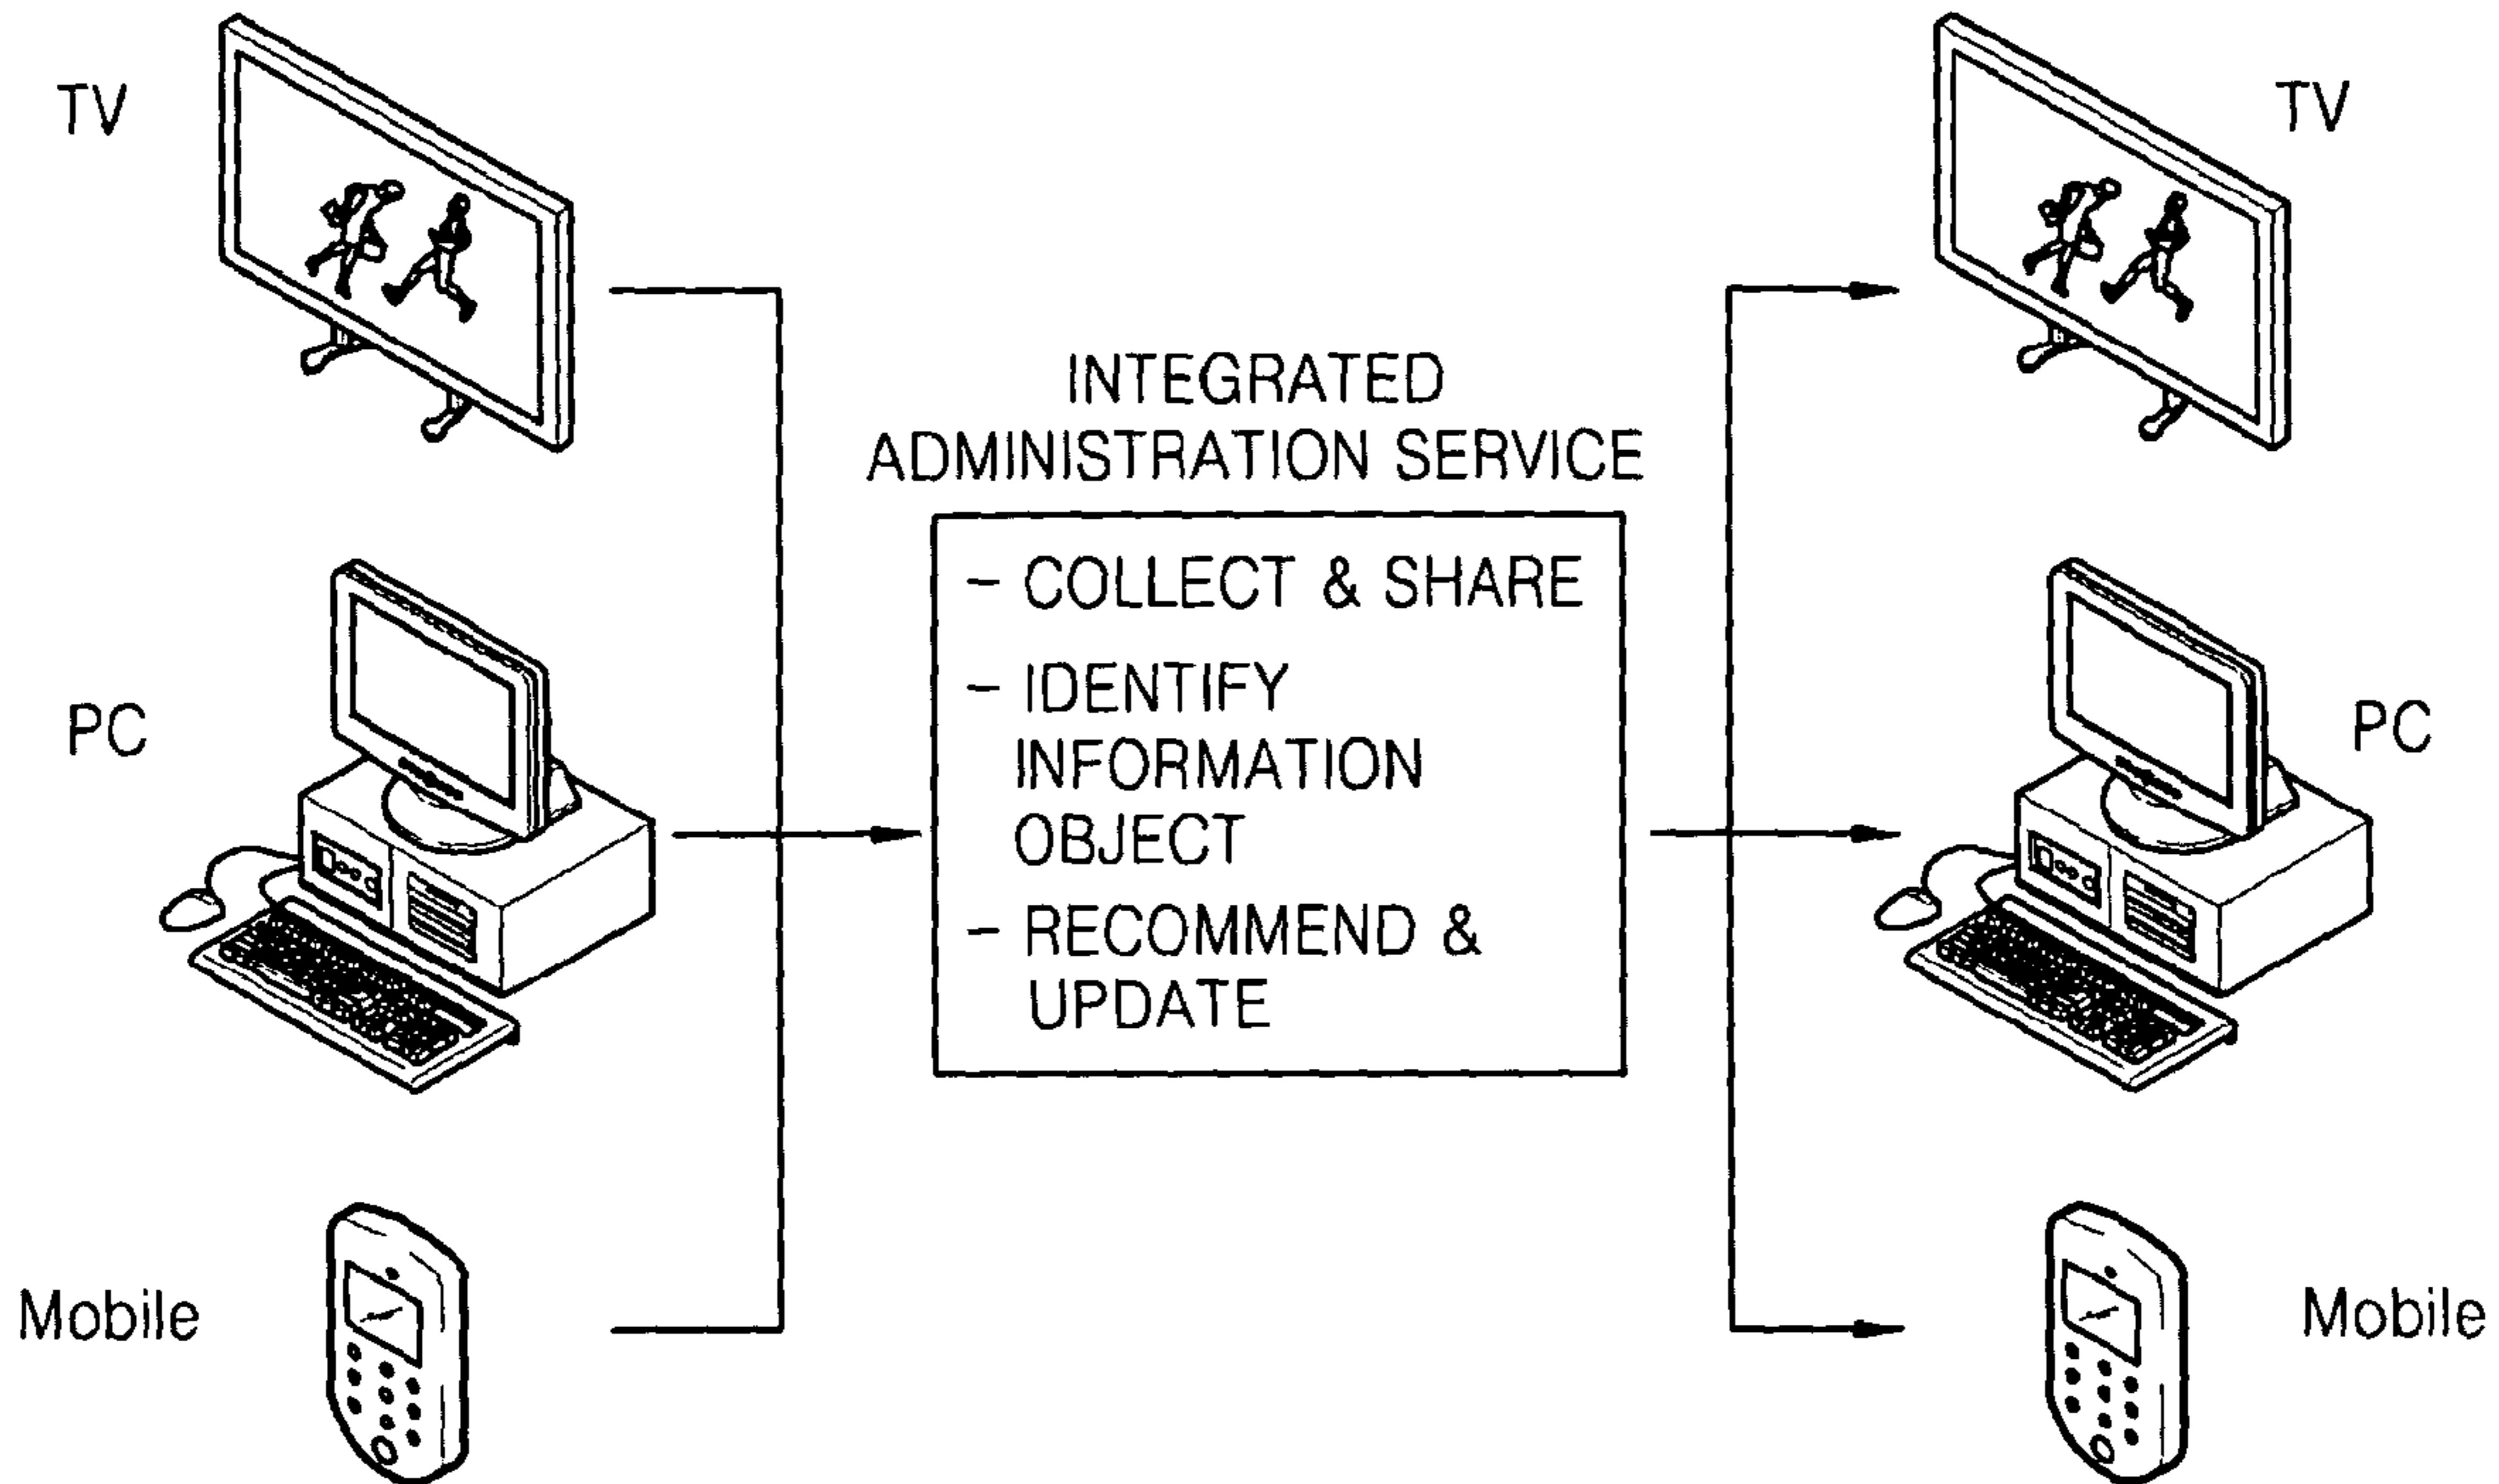 TV
TV
INTEGRATED
ADMINISTRATION SERVICE
- COLLECT & SHARE
- IDENTIFY
INFORMATION
OBJECT
- RECOMMEND &
UPDATE
PC
PC
Mobile
Mobile